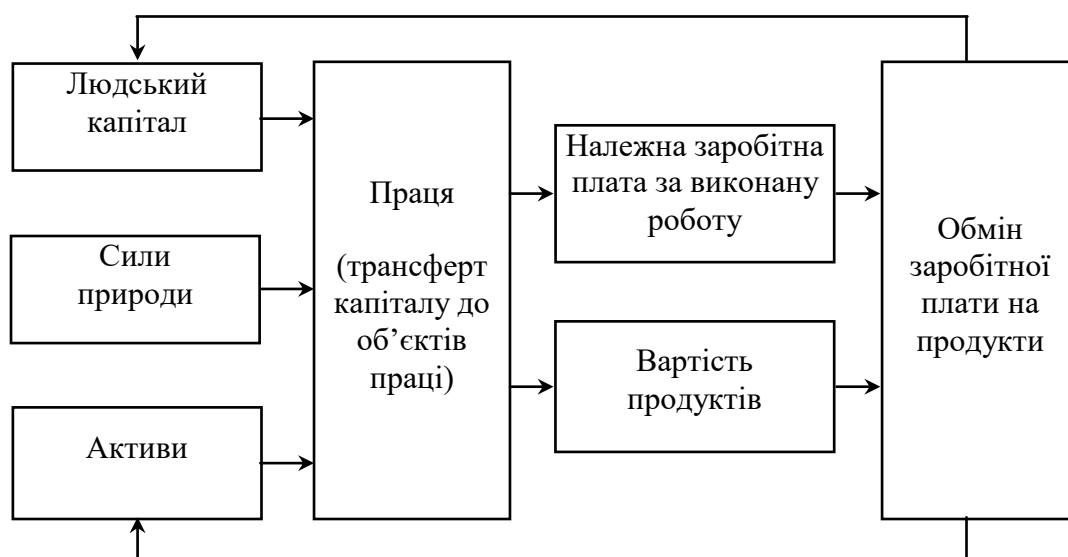 Людський
капітал
Сили
природи
Активи
Праця
(трансферт
капіталу до
об’єктів
праці)
Належна заробітна
плата за виконану
роботу
Вартість
продуктів
Обмін
заробітної
плати на
продукти